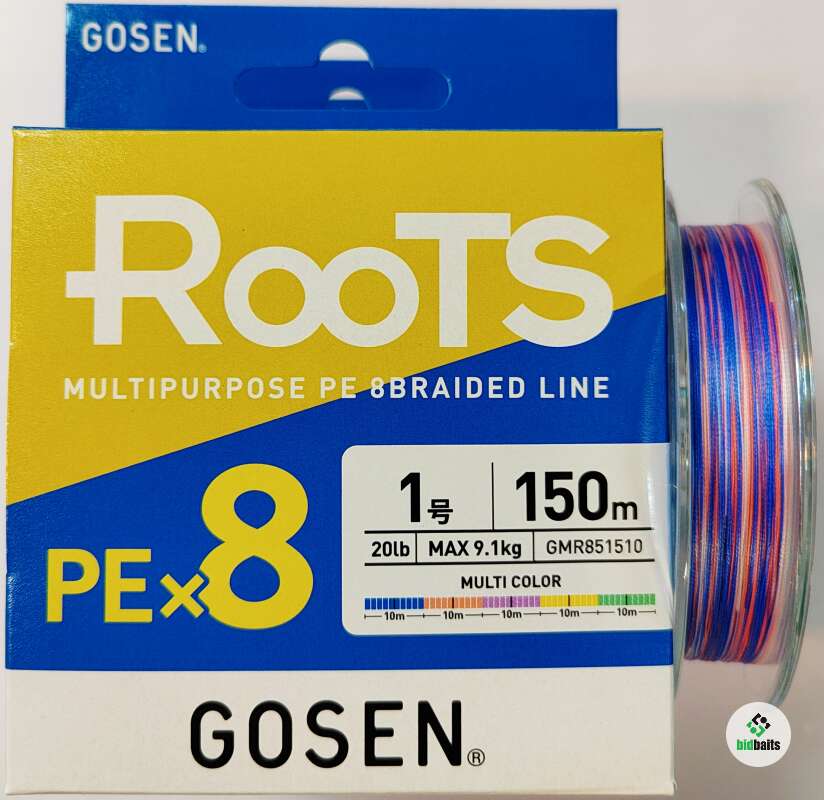 GOSEN®
RooTS
MULTIPURPOSE PE 8BRAIDED LINE
PE×8
1号 150m
20lb MAX 9.1kg GMR851510
MULTI COLOR
10m 10m 10m 10m 10m
GOSEN®
bidbaits